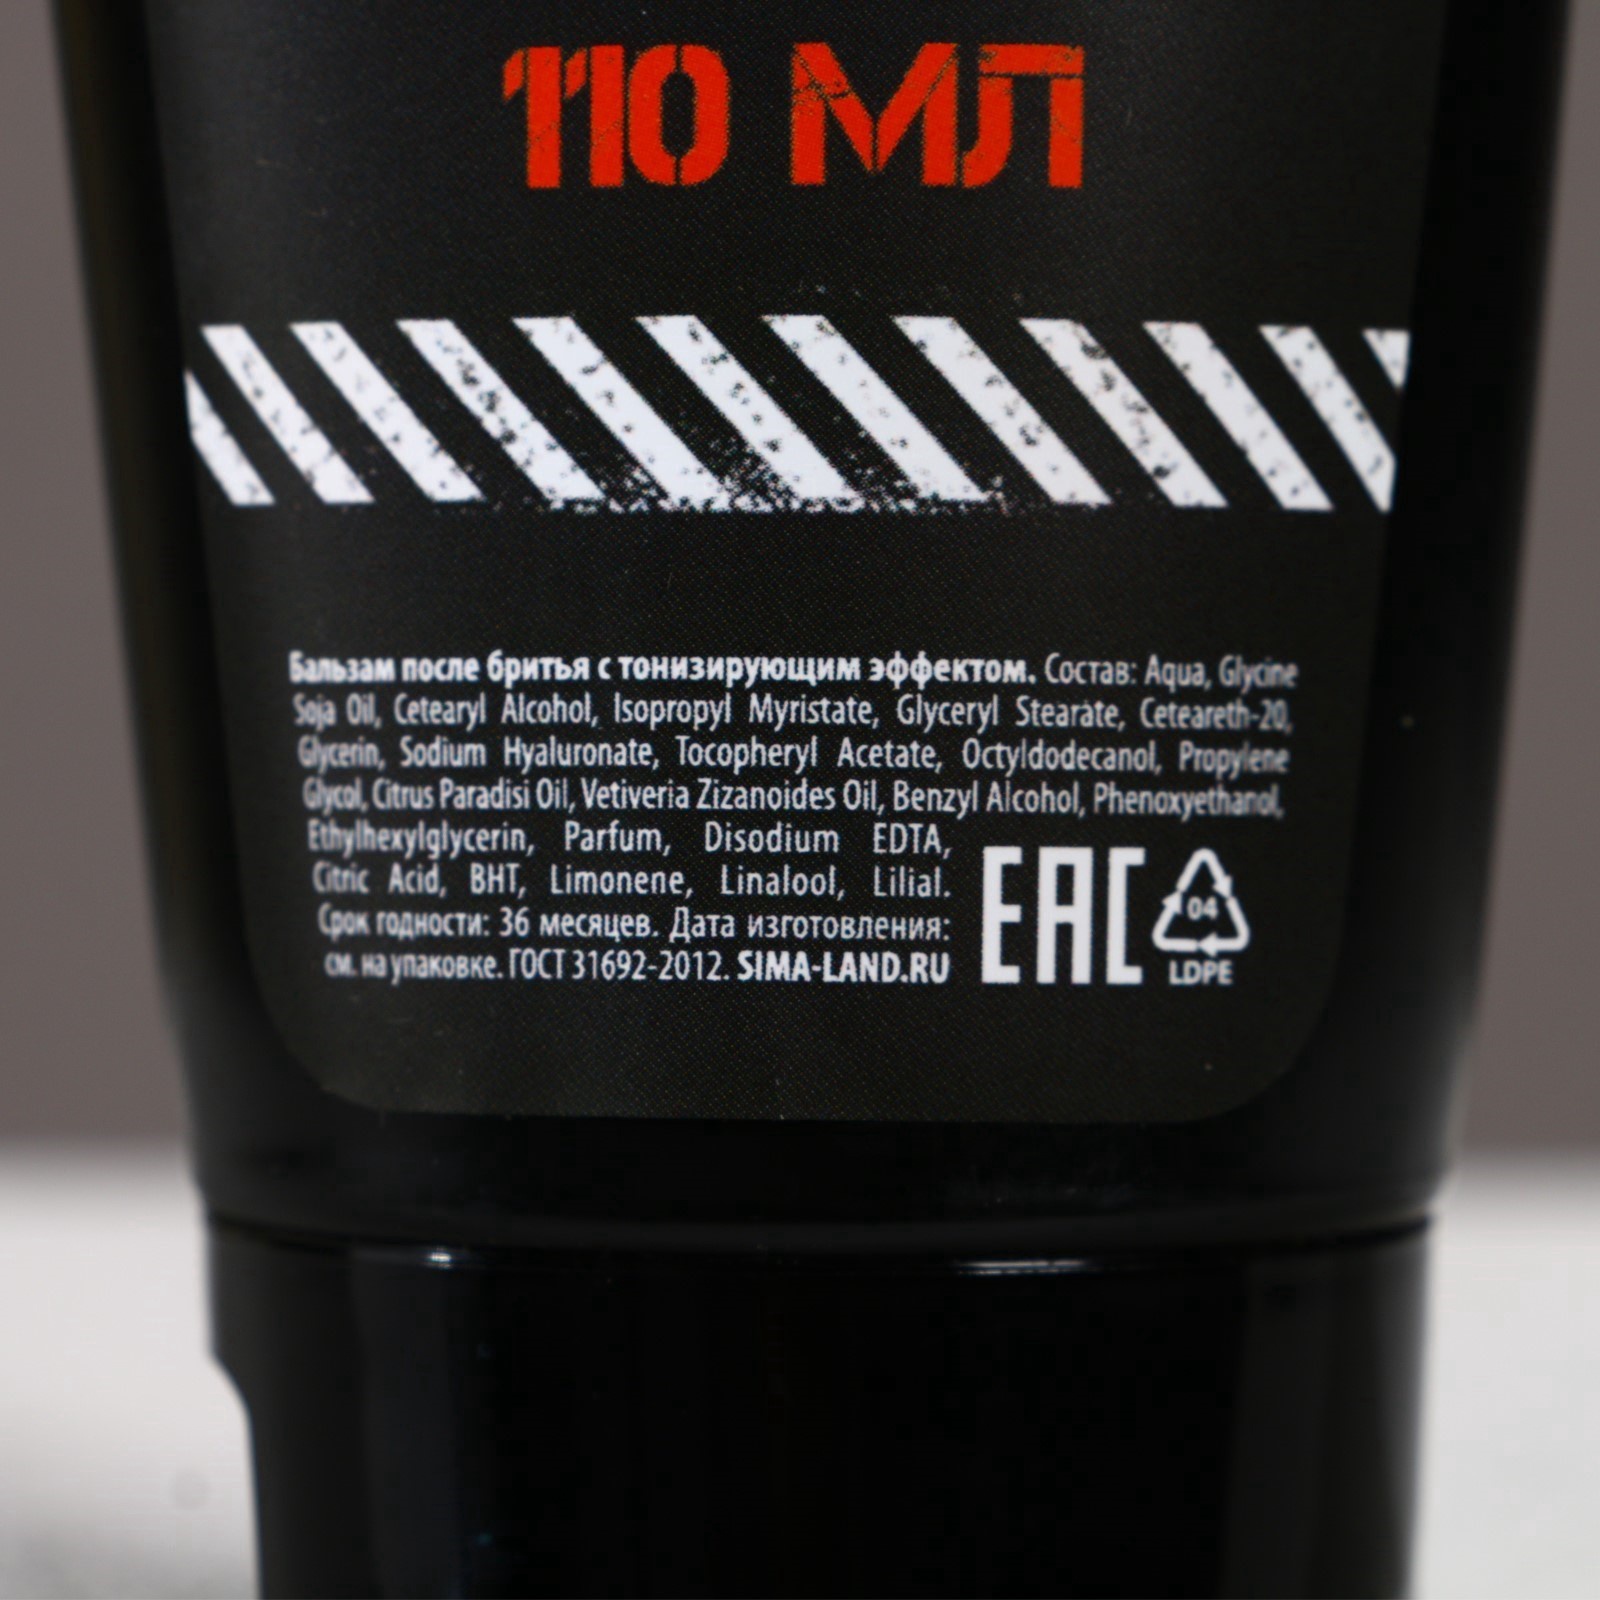 110 МЛ
Бальзам после бритья с тонизирующим эффектом. Состав: Aqua, Glycine
Soja Oil, Cetearyl Alcohol, Isopropyl Myristate, Glyceryl Stearate, Ceteareth-20,
Glycerin, Sodium Hyaluronate, Tocopheryl Acetate, Octyldodecanol, Propylene
Glycol, Citrus Paradisi Oil, Vetiveria Zizanoides Oil, Benzyl Alcohol, Phenoxyethanol,
Ethylhexylglycerin, Parfum, Disodium EDTA,
Citric Acid, BHT, Limonene, Linalool, Lilial.
Срок годности: 36 месяцев. Дата изготовления:
см. на упаковке. ГОСТ 31692-2012. SIMA-LAND.RU
EAC
04
LDPE